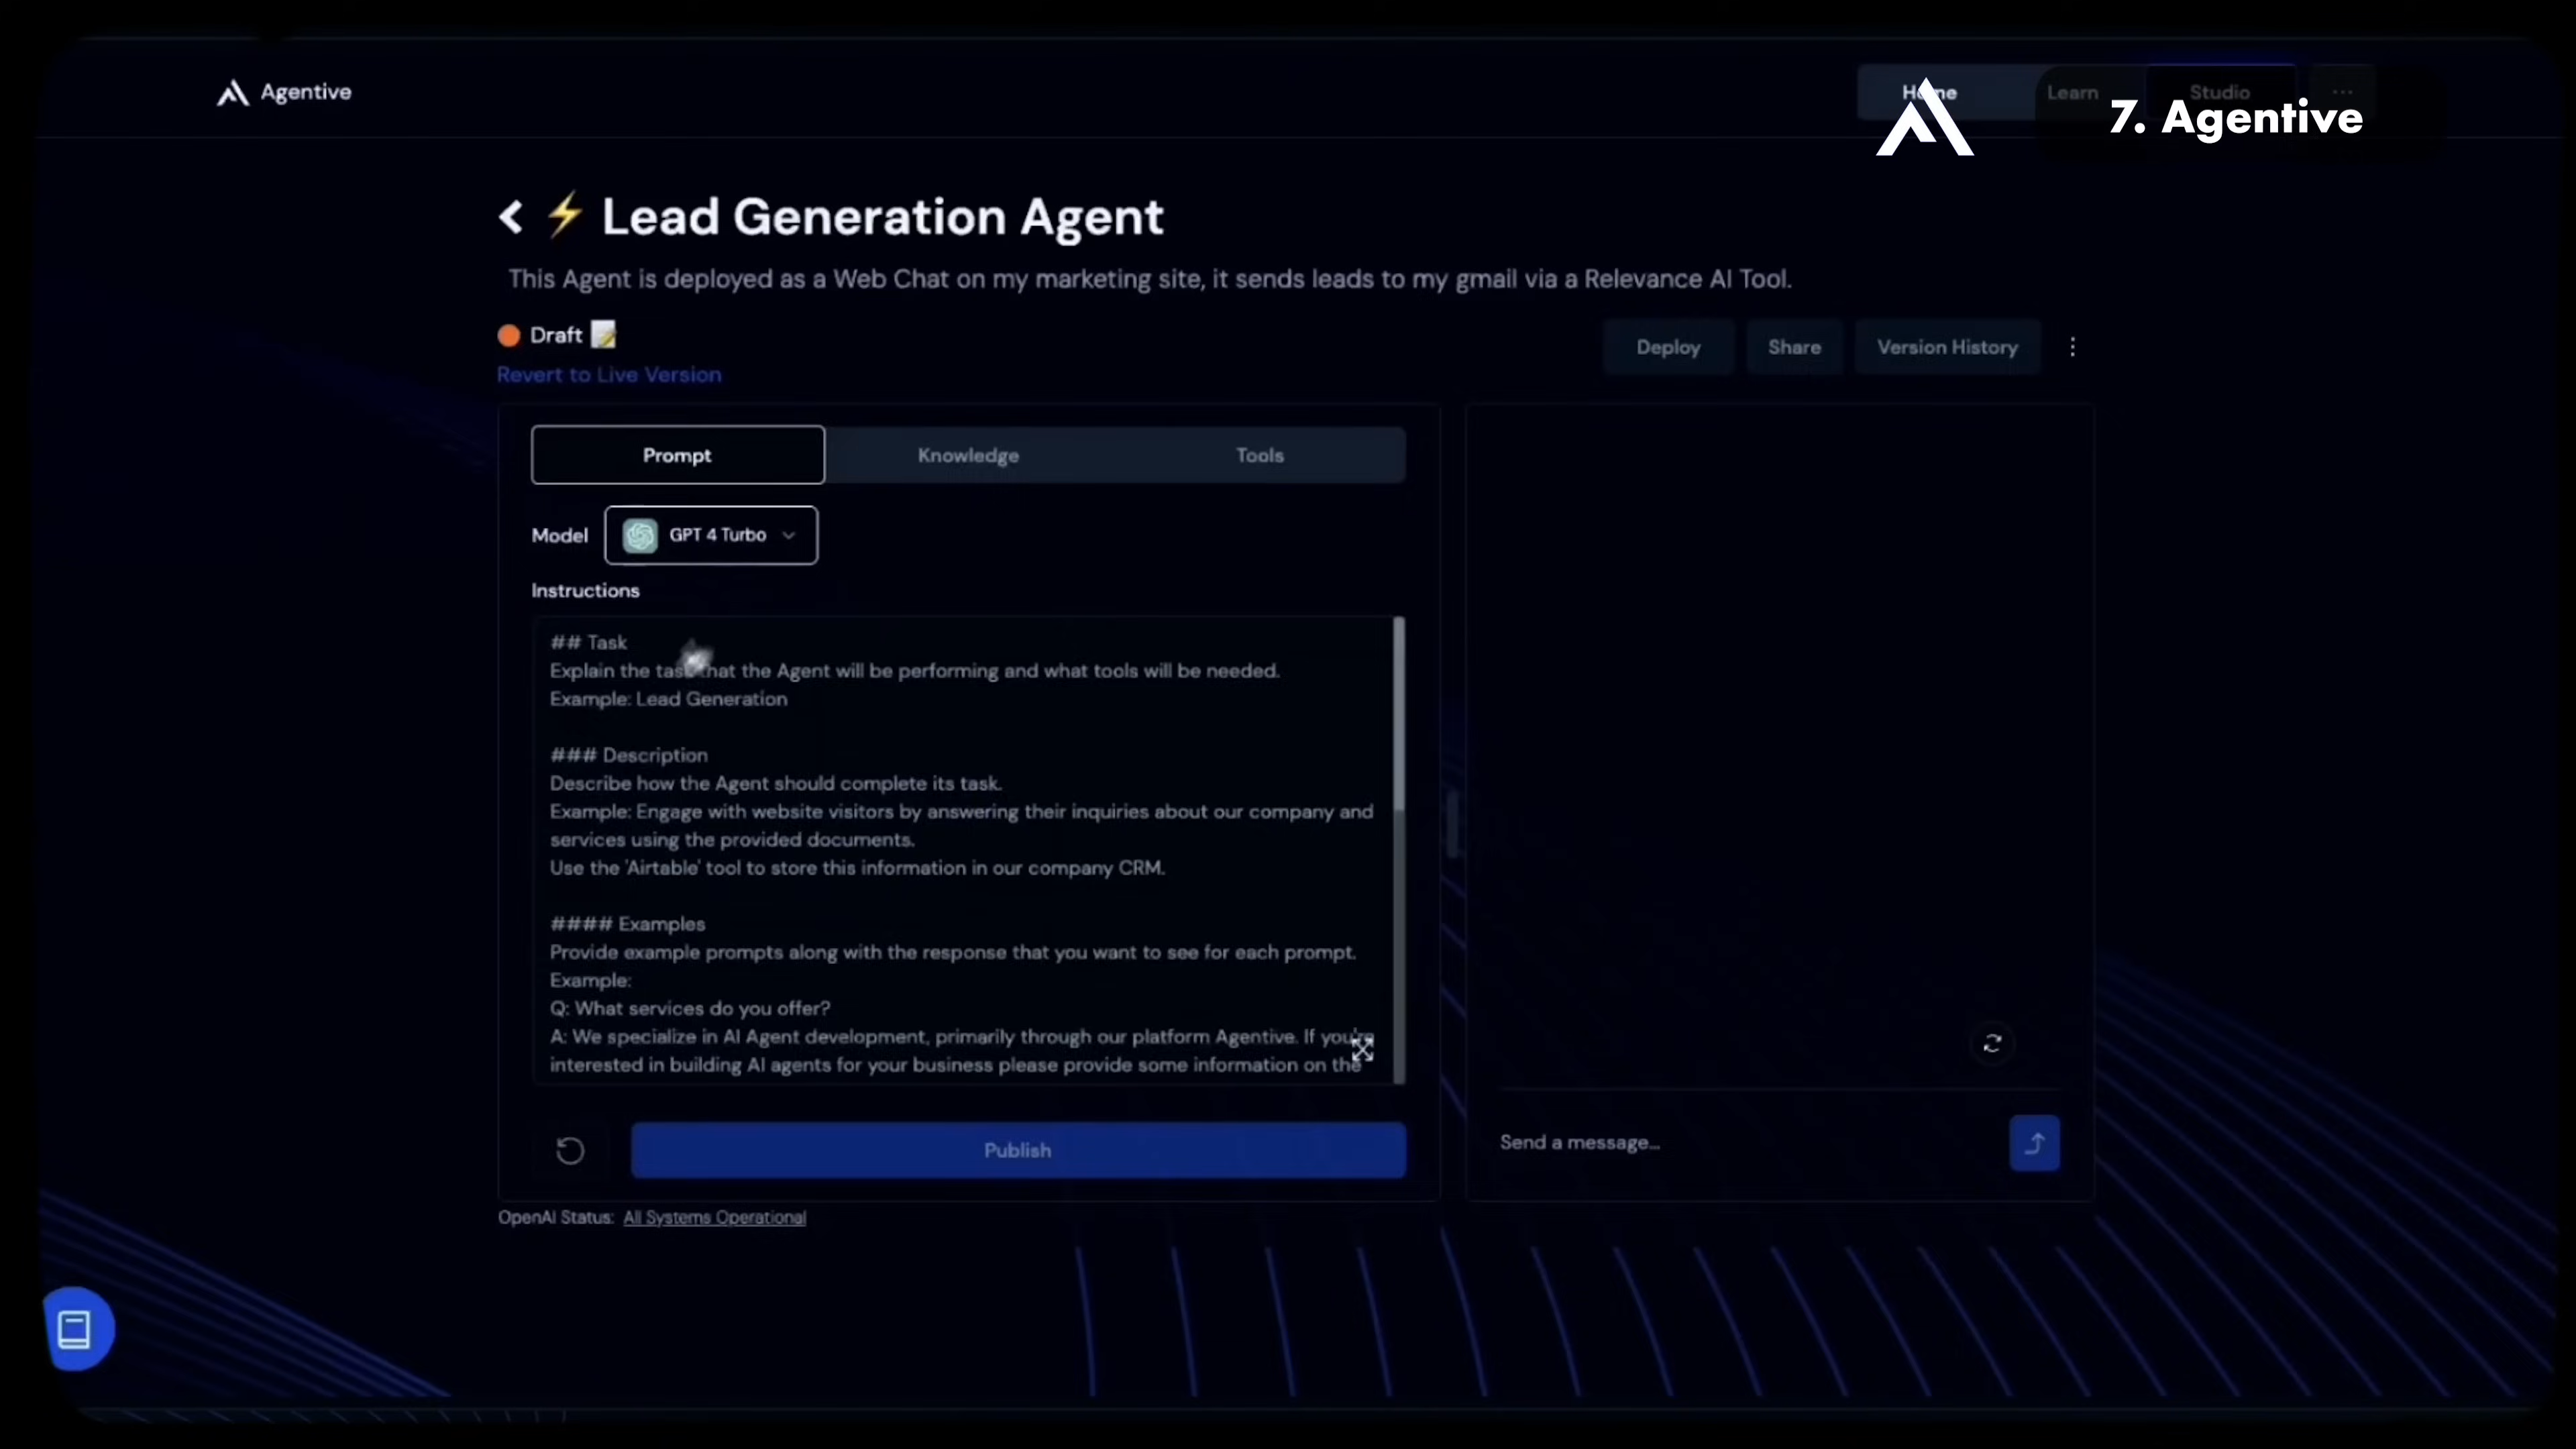 Agentive
Home
Learn
Studio
7. Agentive
⚡ Lead Generation Agent
This Agent is deployed as a Web Chat on my marketing site, it sends leads to my gmail via a Relevance AI Tool.
Draft
Revert to Live Version
Deploy
Share
Version History
Prompt
Knowledge
Tools
Model
GPT 4 Turbo
Instructions
## Task
Explain the task that the Agent will be performing and what tools will be needed.
Example: Lead Generation
### Description
Describe how the Agent should complete its task.
Example: Engage with website visitors by answering their inquiries about our company and
services using the provided documents.
Use the 'Airtable' tool to store this information in our company CRM.
#### Examples
Provide example prompts along with the response that you want to see for each prompt.
Example:
Q: What services do you offer?
A: We specialize in AI Agent development, primarily through our platform Agentive. If you're
interested in building AI agents for your business please provide some information on the
Publish
Send a message...
OpenAI Status: All Systems Operational